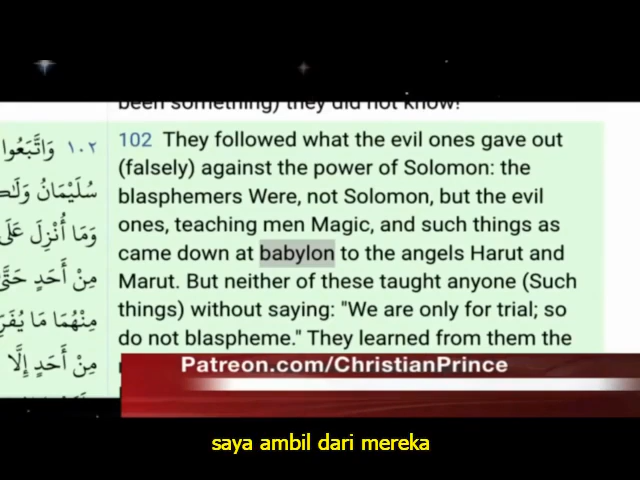 been something) they did not know!
102 They followed what the evil ones gave out
(falsely) against the power of Solomon: the
blasphemers Were, not Solomon, but the evil
ones, teaching men Magic, and such things as
came down at babylon to the angels Harut and
Marut. But neither of these taught anyone (Such
things) without saying: "We are only for trial; so
do not blaspheme." They learned from them the
١٠٢ وَاتَّبَعُوا
سُلَيْمَانُ
وَمَا أُنْزِلَ عَلَى
مِنْ أَحَدٍ حَتَّى
مِنْهُمَا مَا
مِنْ أَحَدٍ إِلَّا
Patreon.com/ChristianPrince
saya ambil dari mereka